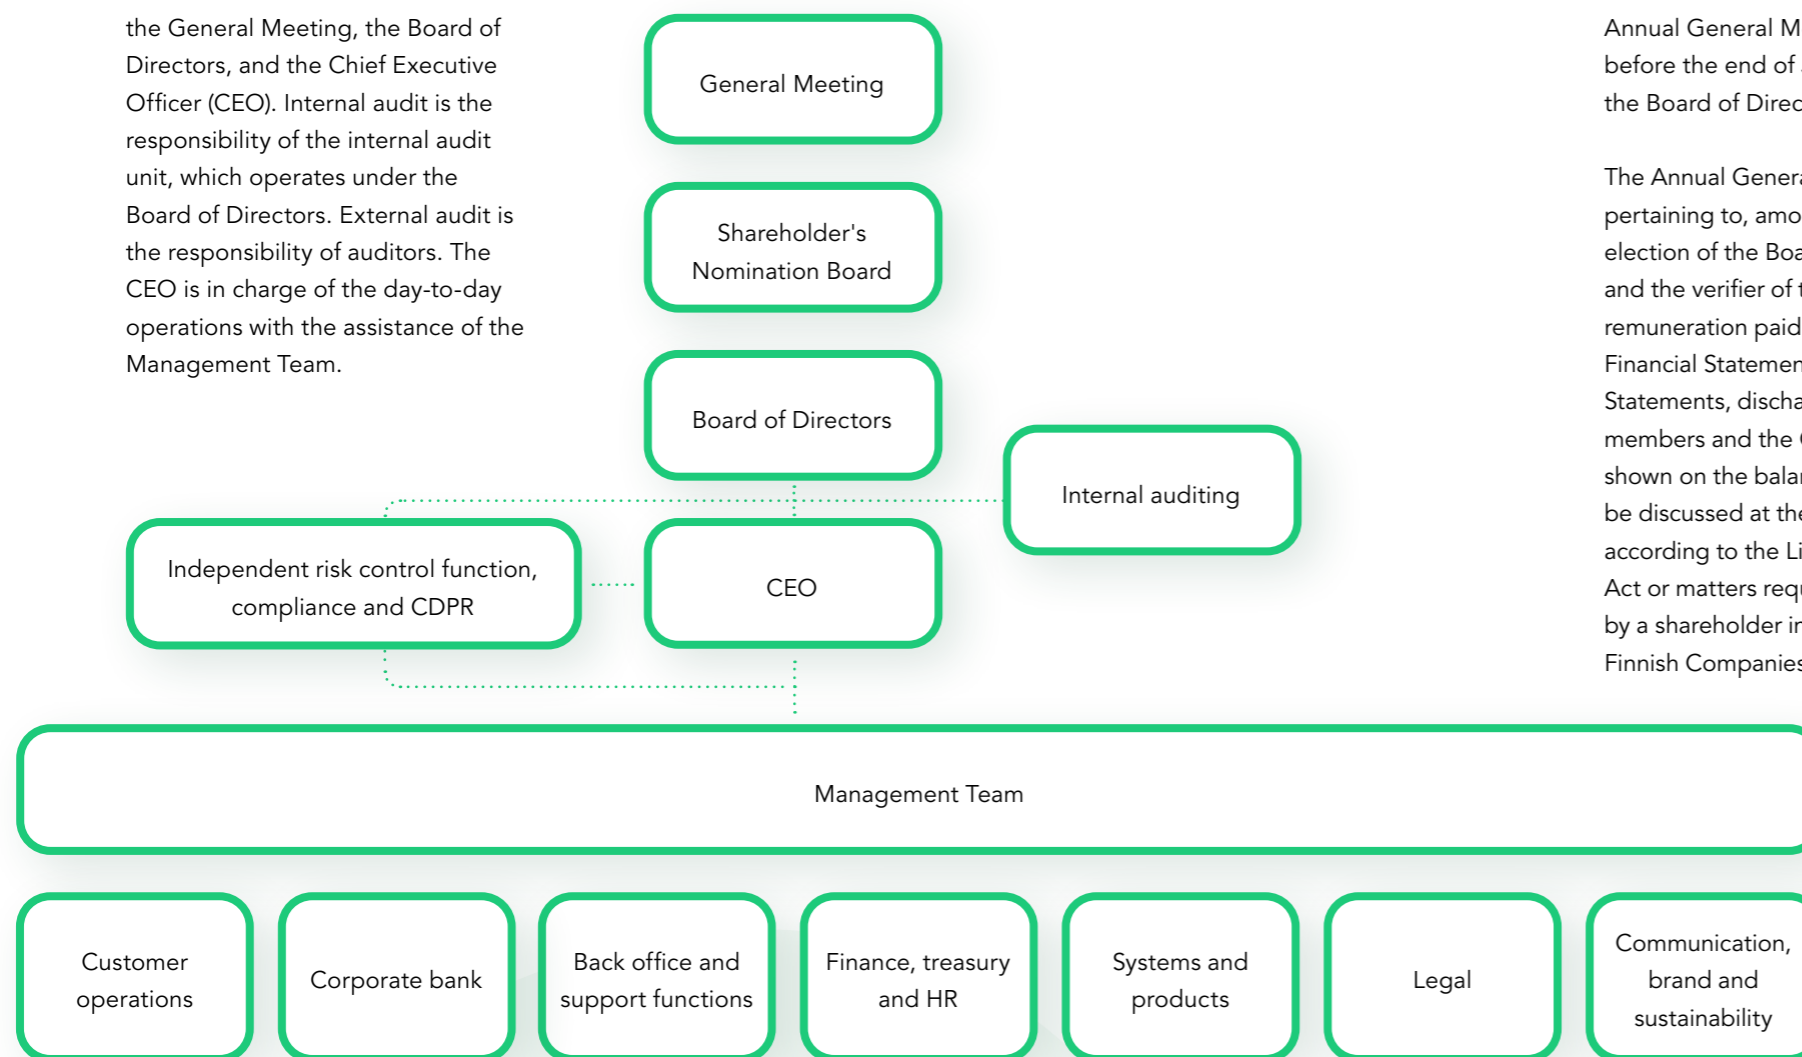 the General Meeting, the Board of
Directors, and the Chief Executive
Officer (CEO). Internal audit is the
responsibility of the internal audit
unit, which operates under the
Board of Directors. External audit is
the responsibility of auditors. The
CEO is in charge of the day-to-day
operations with the assistance of the
Management Team.
General Meeting
Shareholder's
Nomination Board
Board of Directors
Internal auditing
Independent risk control function,
compliance and CDPR
CEO
Management Team
Customer
operations
Corporate bank
Back office and
support functions
Finance, treasury
and HR
Systems and
products
Legal
Communication,
brand and
sustainability
Annual General
before the end of
the Board of
The Annual
pertaining to,
election of the
and the verifier of
remuneration paid
Financial
Statements,
members and the
shown on the
be discussed at
according to the
Act or matters
by a shareholder
Finnish